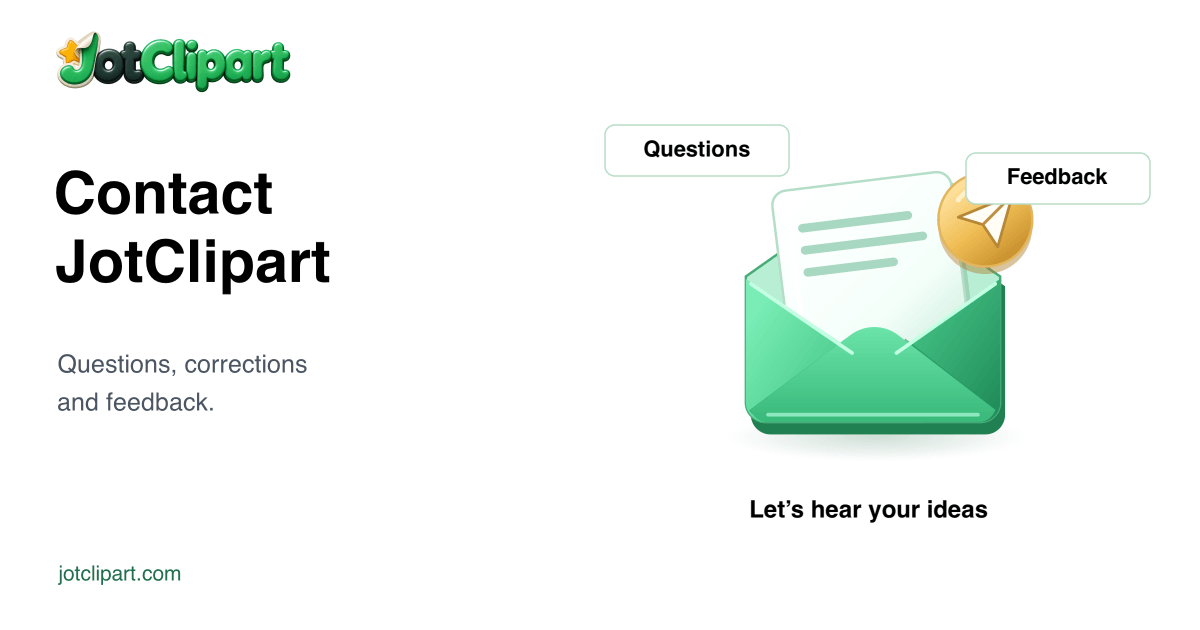 JotClipart
Contact
JotClipart
Questions, corrections
and feedback.
jotclipart.com
Questions
Feedback
Let’s hear your ideas